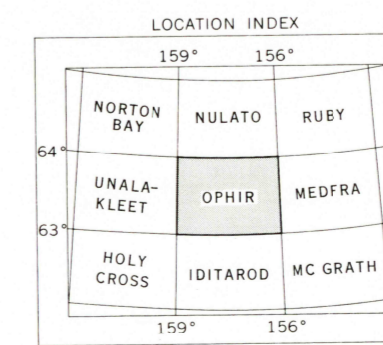 LOCATION INDEX
159° 156°
NORTON
BAY
NULATO
RUBY
64°
UNALA-
KLEET
OPHIR
MEDFRA
63°
HOLY
CROSS
IDITAROD
MC GRATH
159° 156°